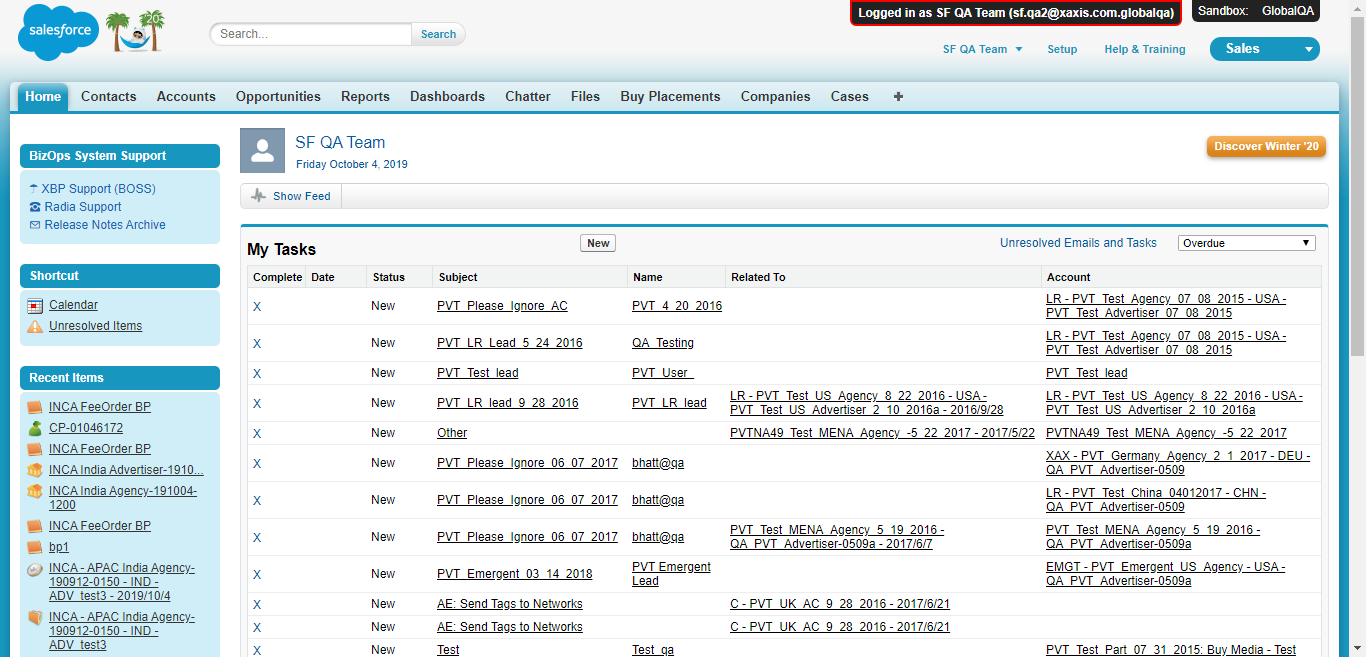 salesforce
20
Search...
Search
Logged in as SF QA Team (sf.qa2@xaxis.com.globalqa)
Sandbox: GlobalQA
SF QA Team
Setup
Help & Training
Sales
Home
Contacts
Accounts
Opportunities
Reports
Dashboards
Chatter
Files
Buy Placements
Companies
Cases
+
BizOps System Support
XBP Support (BOSS)
Radia Support
Release Notes Archive
Shortcut
Calendar
Unresolved Items
Recent Items
INCA FeeOrder BP
CP-01046172
INCA FeeOrder BP
INCA India Advertiser-1910...
INCA India Agency-191004-
1200
INCA FeeOrder BP
bp1
INCA - APAC India Agency-
190912-0150 - IND -
ADV_test3 - 2019/10/4
INCA - APAC India Agency-
190912-0150 - IND -
ADV_test3
SF QA Team
Friday October 4, 2019
Discover Winter '20
Show Feed
My Tasks
New
Unresolved Emails and Tasks
Overdue
Complete Date Status Subject Name Related To Account
X New PVT_Please_Ignore_AC PVT_4_20_2016 LR - PVT_Test_Agency_07_08_2015 - USA -
PVT_Test_Advertiser_07_08_2015
X New PVT_LR_Lead_5_24_2016 QA_Testing LR - PVT_Test_Agency_07_08_2015 - USA -
PVT_Test_Advertiser_07_08_2015
X New PVT_Test_lead PVT_User_ PVT_Test_lead
X New PVT_LR_lead_9_28_2016 PVT_LR_lead LR - PVT_Test_US_Agency_8_22_2016 - USA - LR - PVT_Test_US_Agency_8_22_2016 - USA -
PVT_Test_US_Advertiser_2_10_2016a - 2016/9/28 PVT_Test_US_Advertiser_2_10_2016a
X New Other PVTNA49_Test_MENA_Agency_-5_22_2017 - 2017/5/22 PVTNA49_Test_MENA_Agency_-5_22_2017
X New PVT_Please_Ignore_06_07_2017 bhatt@qa XAX - PVT_Germany_Agency_2_1_2017 - DEU -
QA_PVT_Advertiser-0509
X New PVT_Please_Ignore_06_07_2017 bhatt@qa LR - PVT_Test_China_04012017 - CHN -
QA_PVT_Advertiser-0509
X New PVT_Please_Ignore_06_07_2017 bhatt@qa PVT_Test_MENA_Agency_5_19_2016 - PVT_Test_MENA_Agency_5_19_2016 -
QA_PVT_Advertiser-0509a - 2017/6/7 QA_PVT_Advertiser-0509a
X New PVT_Emergent_03_14_2018 PVT Emergent EMGT - PVT_Emergent_US_Agency - USA -
Lead QA_PVT_Advertiser-0509a
X New AE: Send Tags to Networks C - PVT_UK_AC_9_28_2016 - 2017/6/21
X New AE: Send Tags to Networks C - PVT_UK_AC_9_28_2016 - 2017/6/21
X New Test Test_qa PVT_Test_Part_07_31_2015: Buy Media - Test